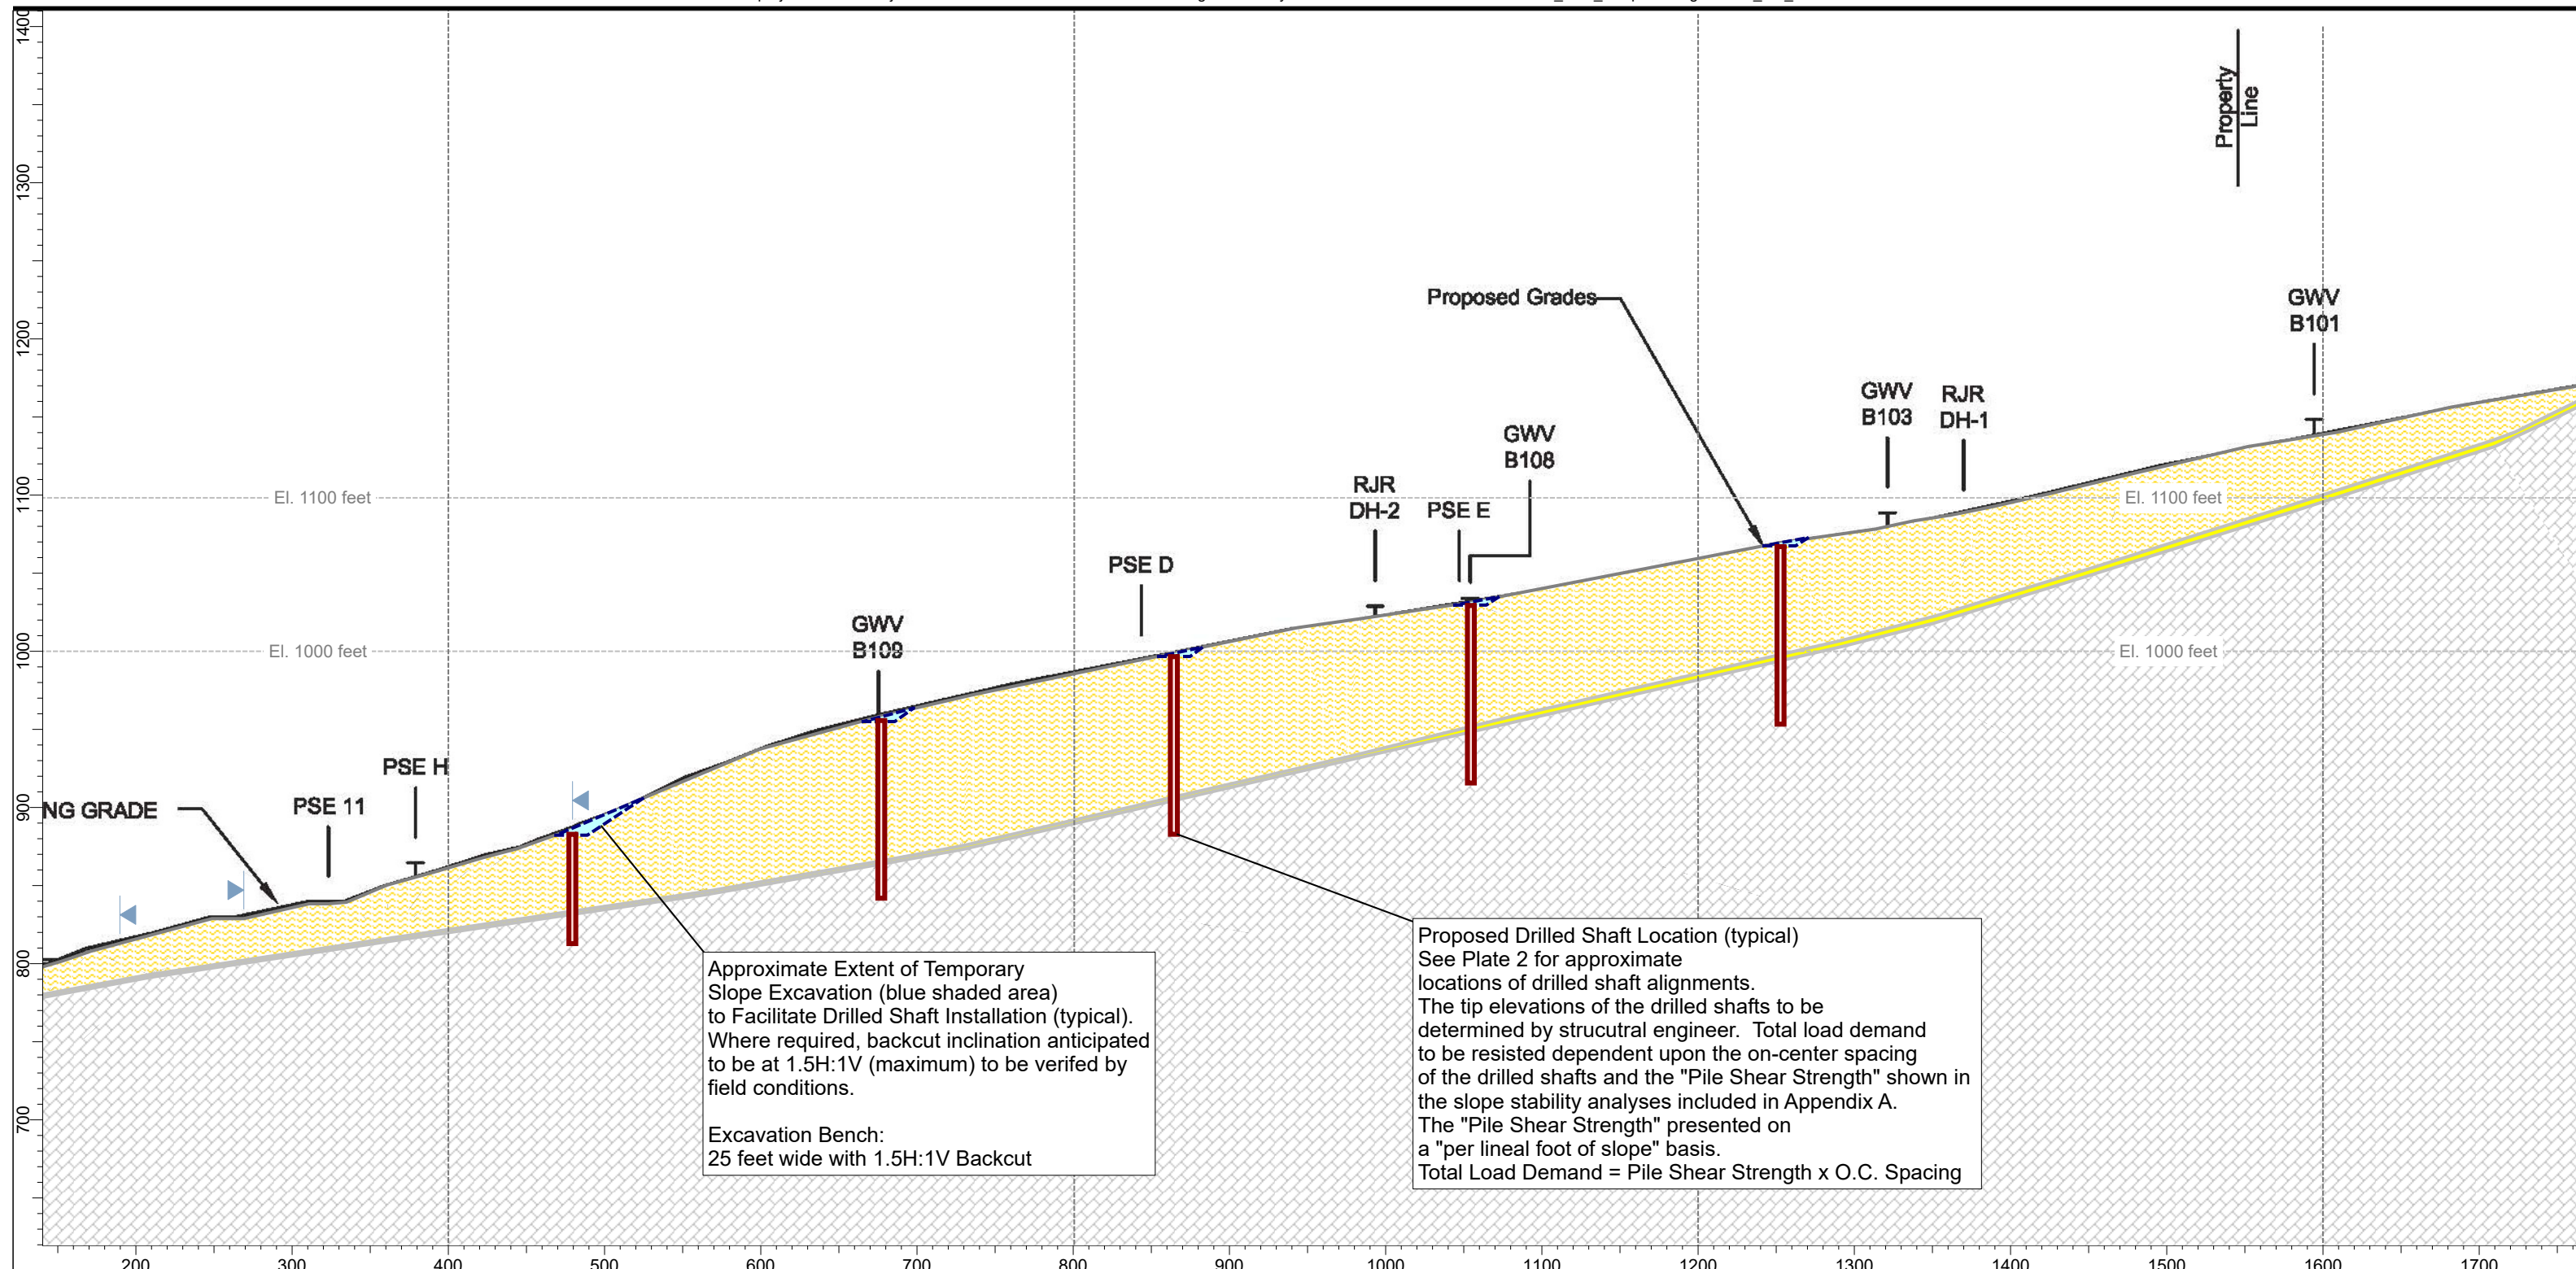 1400
1300
1200
1100
1000
900
800
700
Property
Line
GWV
B101
Proposed Grades
GWV
B103
RJR
DH-1
GWV
B108
RJR
DH-2
PSE E
El. 1100 feet
El. 1100 feet
PSE D
GWV
B109
El. 1000 feet
El. 1000 feet
PSE H
PSE 11
NG GRADE
Approximate Extent of Temporary
Slope Excavation (blue shaded area)
to Facilitate Drilled Shaft Installation (typical).
Where required, backcut inclination anticipated
to be at 1.5H:1V (maximum) to be verifed by
field conditions.
Excavation Bench:
25 feet wide with 1.5H:1V Backcut
Proposed Drilled Shaft Location (typical)
See Plate 2 for approximate
locations of drilled shaft alignments.
The tip elevations of the drilled shafts to be
determined by strucutral engineer.  Total load demand
to be resisted dependent upon the on-center spacing
of the drilled shafts and the "Pile Shear Strength" shown in
the slope stability analyses included in Appendix A.
The "Pile Shear Strength" presented on
a "per lineal foot of slope" basis.
Total Load Demand = Pile Shear Strength x O.C. Spacing
200 300 400 500 600 700 800 900 1000 1100 1200 1300 1400 1500 1600 1700